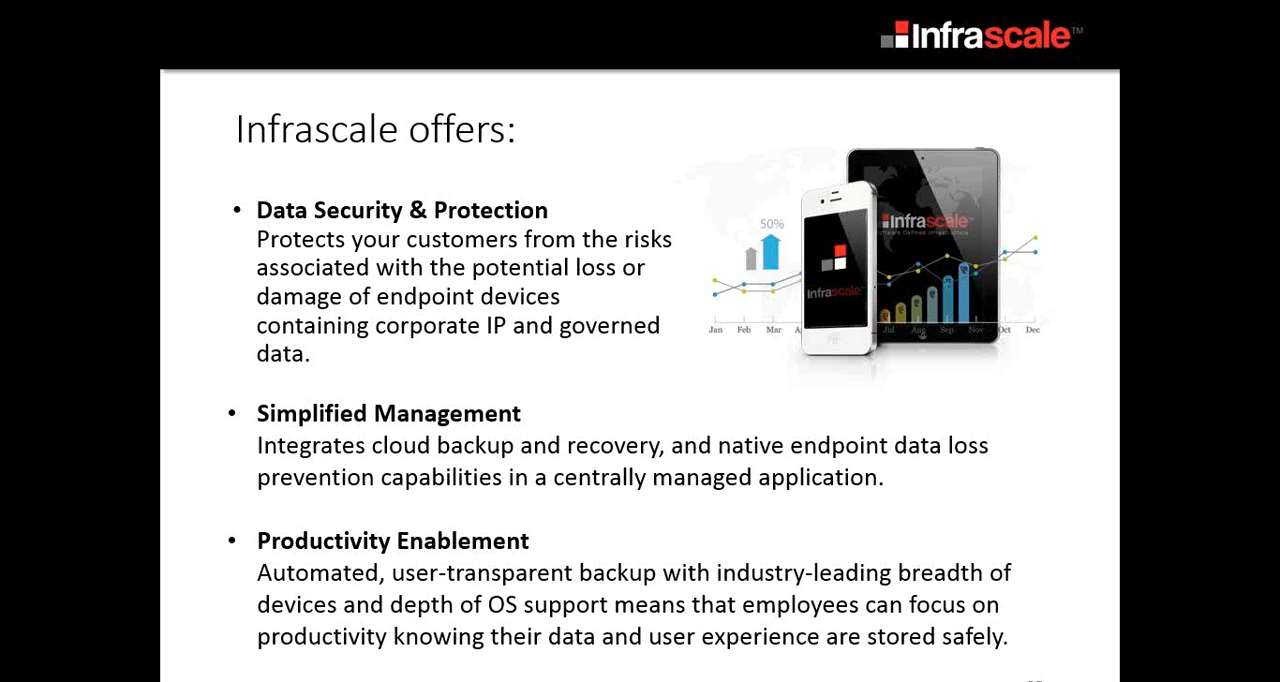 Infrascale™
Infrascale offers:
• Data Security & Protection
Protects your customers from the risks
associated with the potential loss or
damage of endpoint devices
containing corporate IP and governed
data.
50%
Infrascale
Infrascale
Jan Feb Mar Jul Aug Sep Nov Oct Dec
• Simplified Management
Integrates cloud backup and recovery, and native endpoint data loss
prevention capabilities in a centrally managed application.
• Productivity Enablement
Automated, user-transparent backup with industry-leading breadth of
devices and depth of OS support means that employees can focus on
productivity knowing their data and user experience are stored safely.